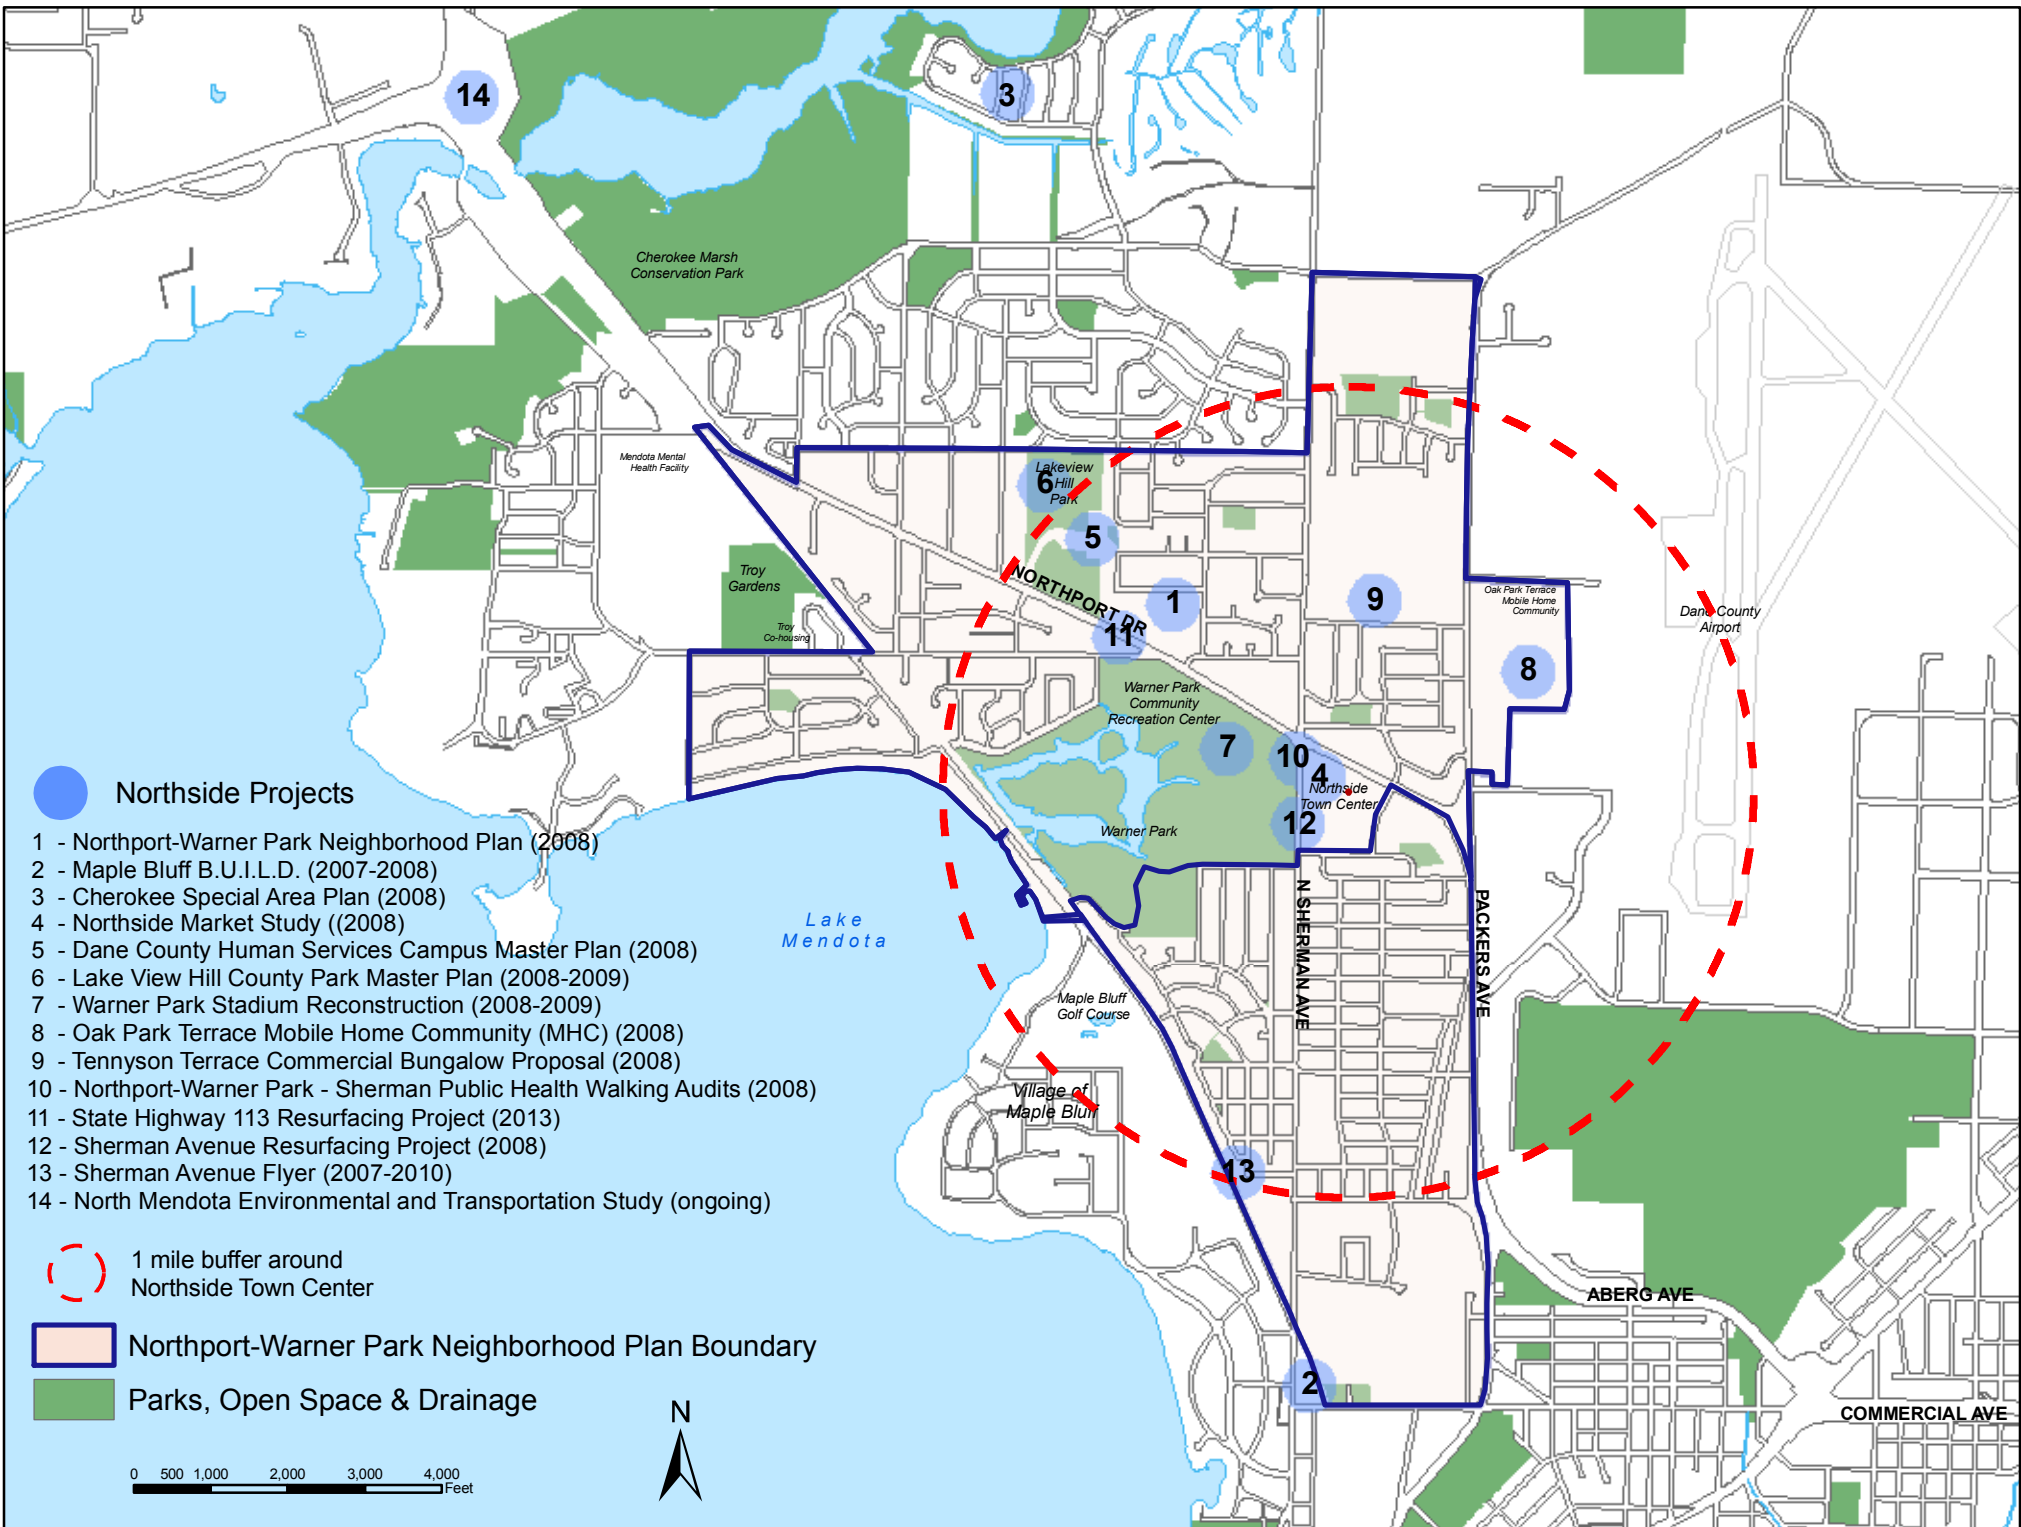 14
3
Cherokee Marsh
Conservation Park
Mendota Mental
Health Facility
Lakeview
Hill
Park
6
5
NORTHPORT DR
1
9
11
Oak Park Terrace
Mobile Home
Community
8
Dane County
Airport
Troy
Gardens
Troy
Co-housing
Warner Park
Community
Recreation Center
7
10
4
Northside
Town Center
12
Warner Park
N SHERMAN AVE
PACKERS AVE
Lake
Mendota
Maple Bluff
Golf Course
Village of
Maple Bluff
13
2
ABERG AVE
COMMERCIAL AVE
Northside Projects
1 - Northport-Warner Park Neighborhood Plan (2008)
2 - Maple Bluff B.U.I.L.D. (2007-2008)
3 - Cherokee Special Area Plan (2008)
4 - Northside Market Study ((2008)
5 - Dane County Human Services Campus Master Plan (2008)
6 - Lake View Hill County Park Master Plan (2008-2009)
7 - Warner Park Stadium Reconstruction (2008-2009)
8 - Oak Park Terrace Mobile Home Community (MHC) (2008)
9 - Tennyson Terrace Commercial Bungalow Proposal (2008)
10 - Northport-Warner Park - Sherman Public Health Walking Audits (2008)
11 - State Highway 113 Resurfacing Project (2013)
12 - Sherman Avenue Resurfacing Project (2008)
13 - Sherman Avenue Flyer (2007-2010)
14 - North Mendota Environmental and Transportation Study (ongoing)
1 mile buffer around
Northside Town Center
Northport-Warner Park Neighborhood Plan Boundary
Parks, Open Space & Drainage
N
0 500 1,000 2,000 3,000 4,000
Feet